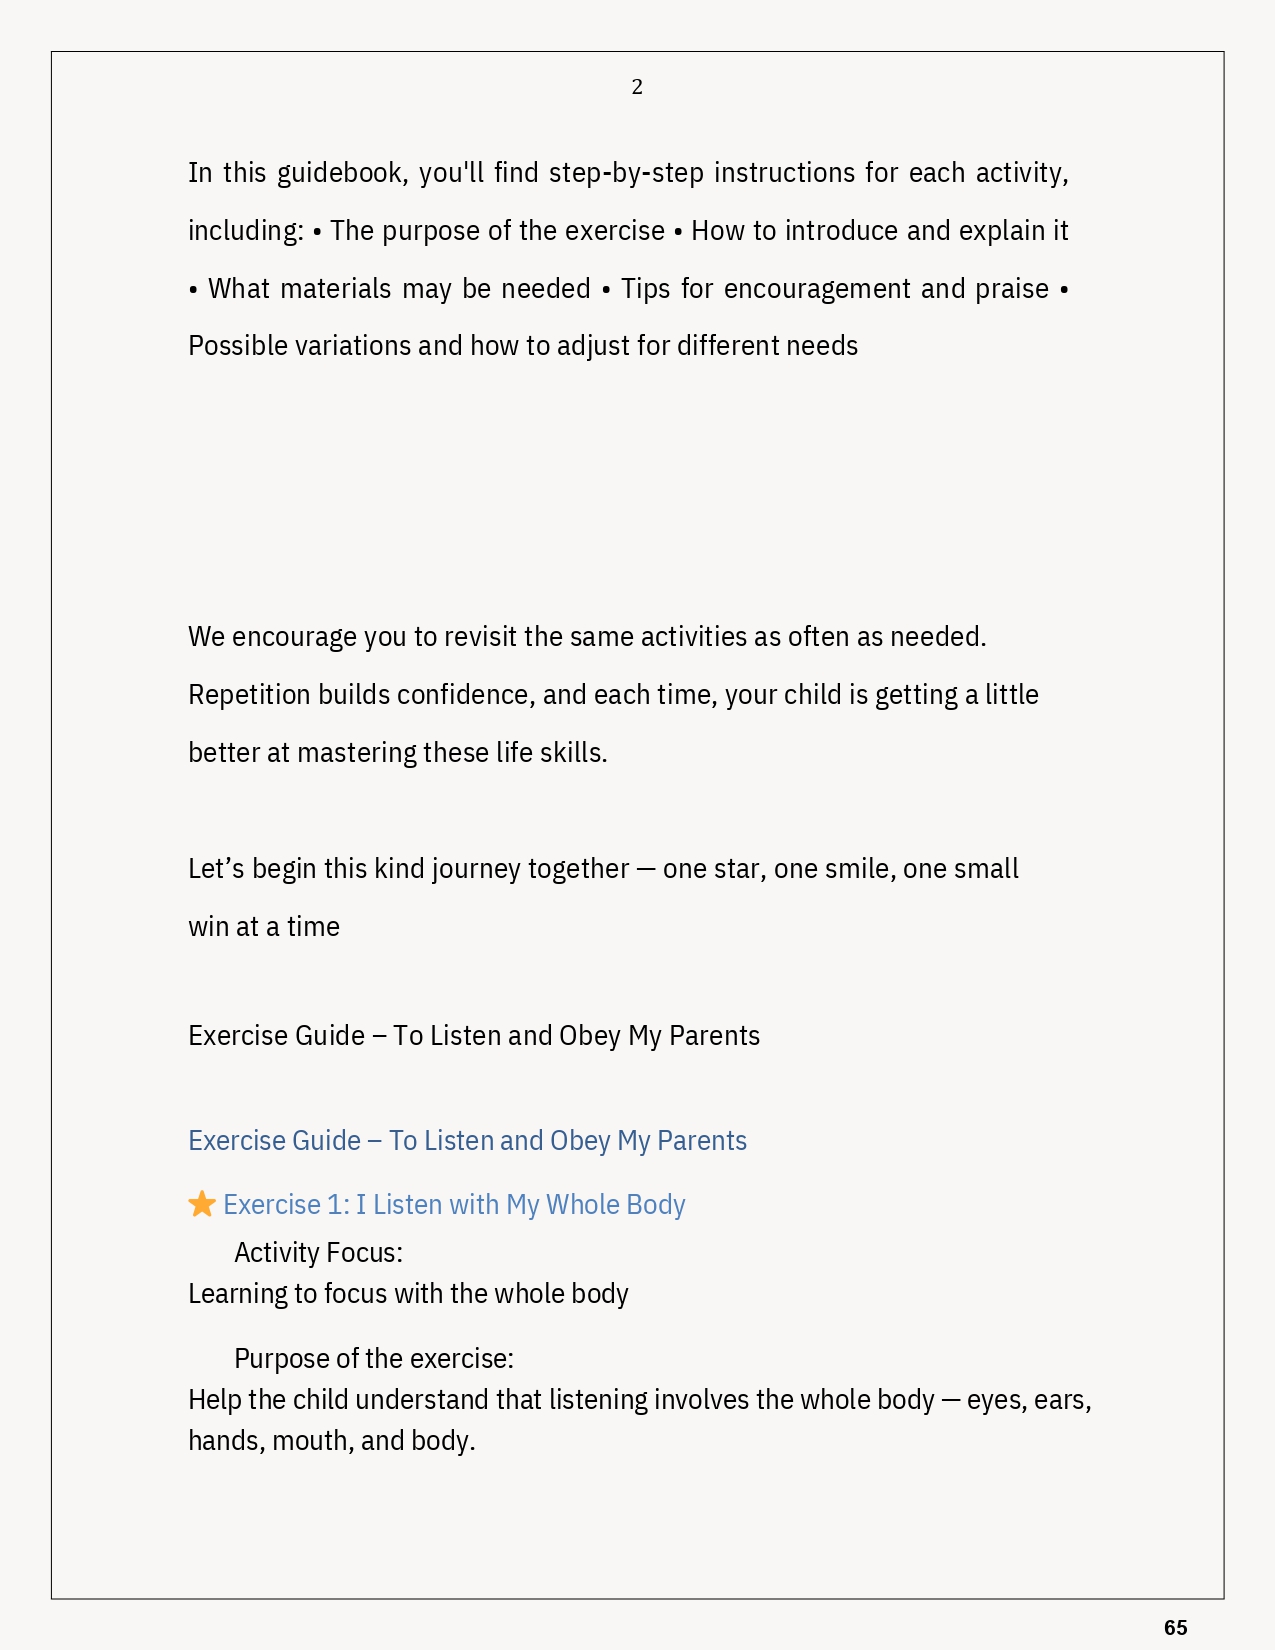 2
In this guidebook, you'll find step-by-step instructions for each activity,
including: • The purpose of the exercise • How to introduce and explain it
• What materials may be needed • Tips for encouragement and praise •
Possible variations and how to adjust for different needs
We encourage you to revisit the same activities as often as needed.
Repetition builds confidence, and each time, your child is getting a little
better at mastering these life skills.
Let’s begin this kind journey together — one star, one smile, one small
win at a time
Exercise Guide – To Listen and Obey My Parents
Exercise Guide – To Listen and Obey My Parents
⭐ Exercise 1: I Listen with My Whole Body
Activity Focus:
Learning to focus with the whole body
Purpose of the exercise:
Help the child understand that listening involves the whole body — eyes, ears,
hands, mouth, and body.
65